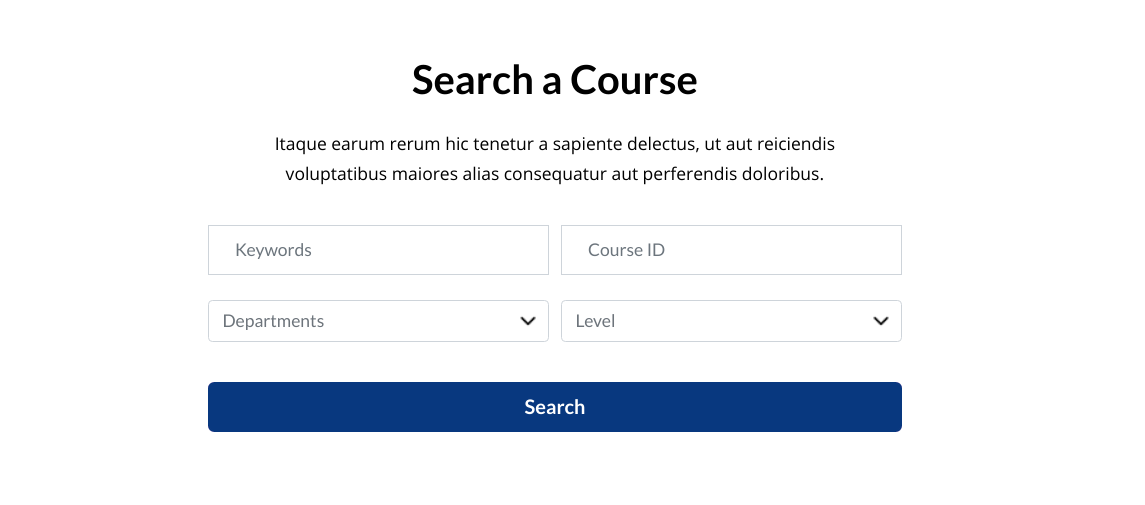 Search a Course
Itaque earum rerum hic tenetur a sapiente delectus, ut aut reiciendis
voluptatibus maiores alias consequatur aut perferendis doloribus.
Keywords
Course ID
Departments
Level
Search